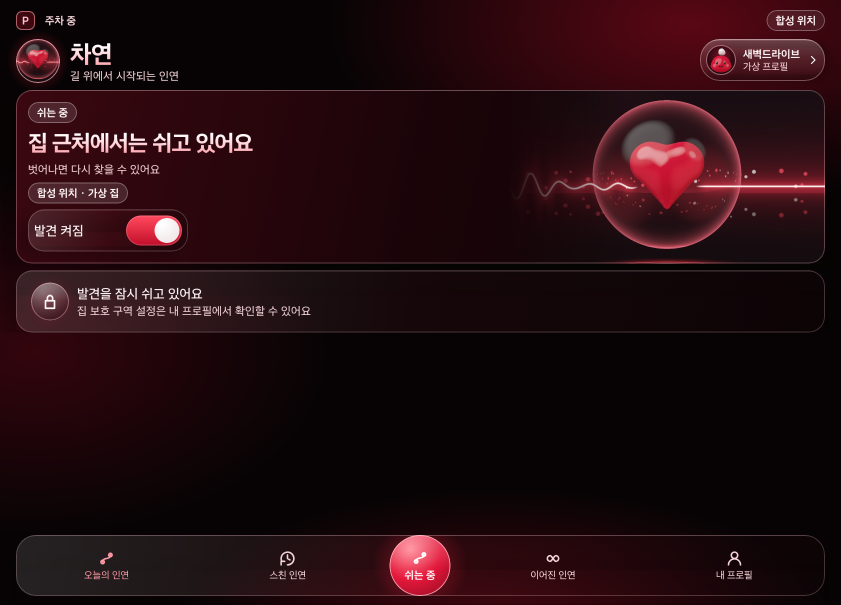 P 주차 중
합성 위치
차연
길 위에서 시작되는 인연
새벽드라이브
가상 프로필
쉬는 중
집 근처에서는 쉬고 있어요
벗어나면 다시 찾을 수 있어요
합성 위치 · 가상 집
발견 켜짐
발견을 잠시 쉬고 있어요
집 보호 구역 설정은 내 프로필에서 확인할 수 있어요
오늘의 인연
스친 인연
쉬는 중
이어진 인연
내 프로필